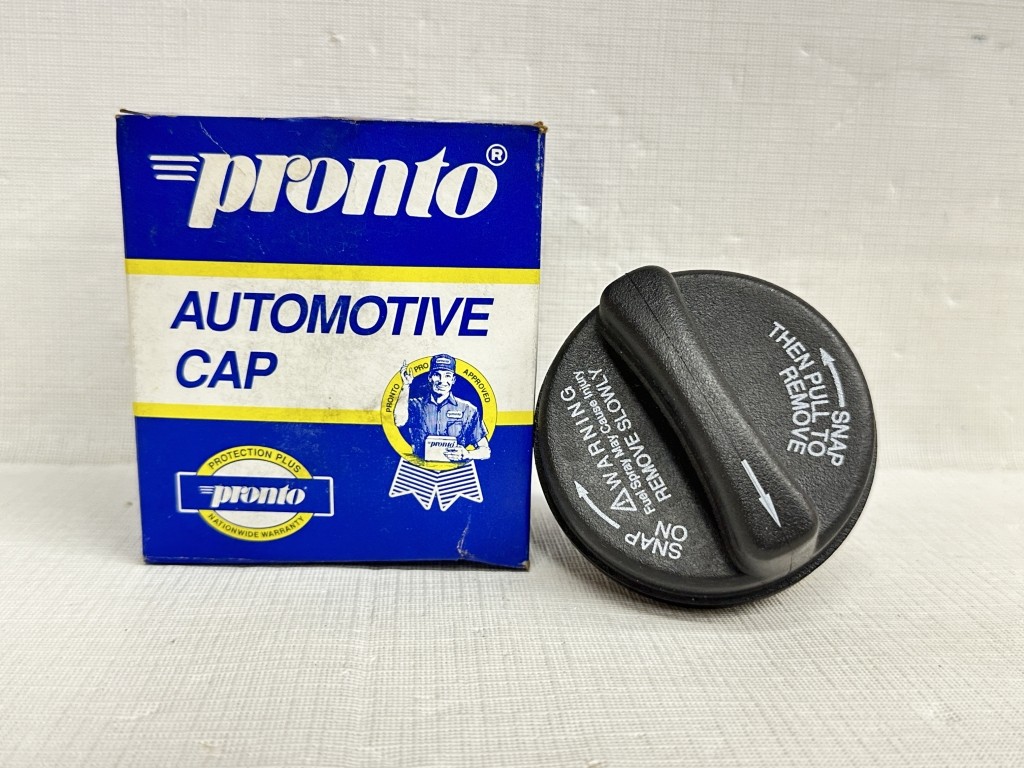 pronto®
AUTOMOTIVE
CAP
PRONTO PRO APPROVED
pronto
PROTECTION PLUS
pronto
NATIONWIDE WARRANTY
SNAP
THEN PULL TO
REMOVE
⚠WARNING
Fuel Spray May Cause Injury
REMOVE SLOWLY
SNAP
ON